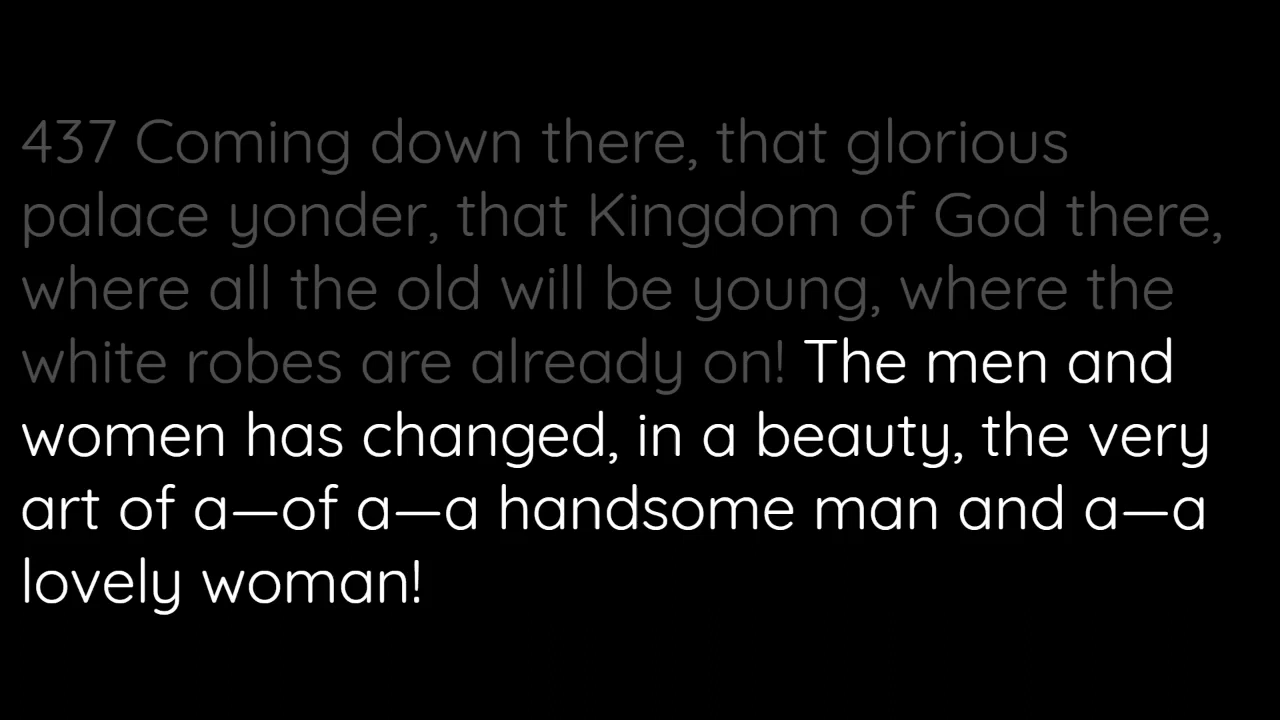 437 Coming down there, that glorious
palace yonder, that Kingdom of God there,
where all the old will be young, where the
white robes are already on! The men and
women has changed, in a beauty, the very
art of a—of a—a handsome man and a—a
lovely woman!